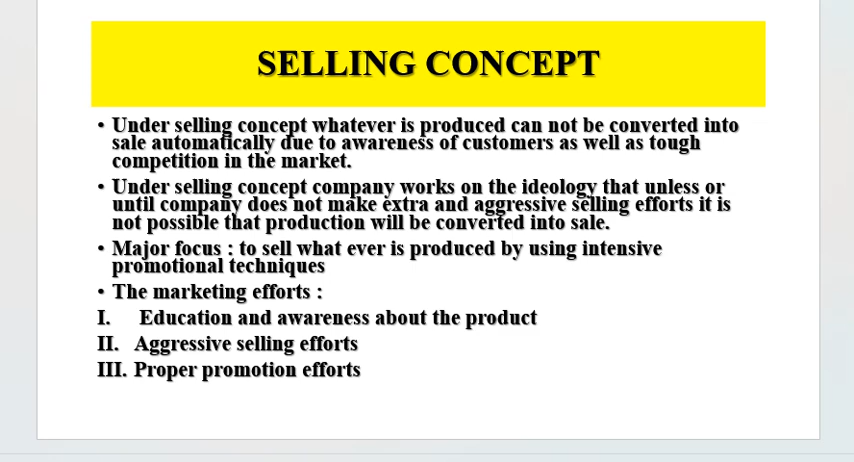 SELLING CONCEPT
• Under selling concept whatever is produced can not be converted into
sale automatically due to awareness of customers as well as tough
competition in the market.
• Under selling concept company works on the ideology that unless or
until company does not make extra and aggressive selling efforts it is
not possible that production will be converted into sale.
• Major focus : to sell what ever is produced by using intensive
promotional techniques
• The marketing efforts :
I. Education and awareness about the product
II. Aggressive selling efforts
III. Proper promotion efforts